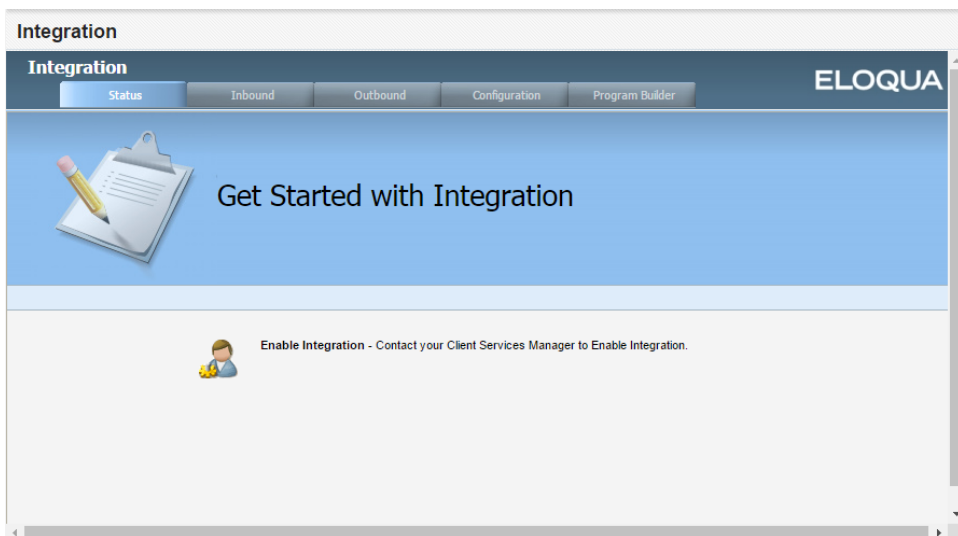 Integration
Integration
ELOQUA
Status Inbound Outbound Configuration Program Builder
Get Started with Integration
Enable Integration - Contact your Client Services Manager to Enable Integration.